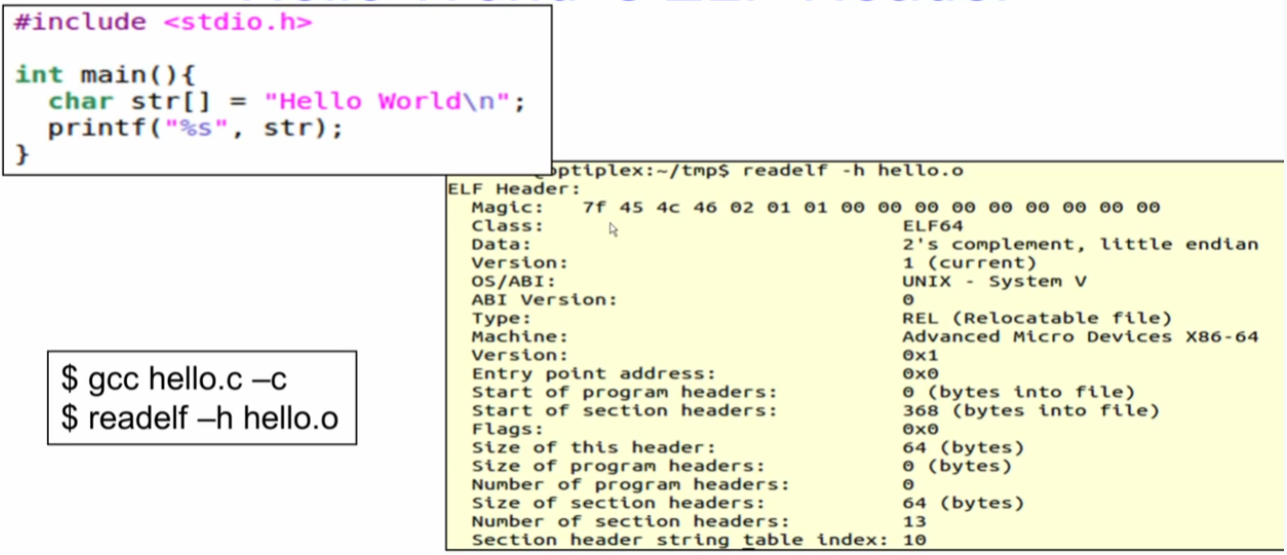 #include <stdio.h>
int main(){
char str[] = "Hello World\n";
printf("%s", str);
}
optiplex:~/tmp$ readelf -h hello.o
ELF Header:
Magic: 7f 45 4c 46 02 01 01 00 00 00 00 00 00 00 00 00
Class: ELF64
Data: 2's complement, little endian
Version: 1 (current)
OS/ABI: UNIX - System V
ABI Version: 0
Type: REL (Relocatable file)
Machine: Advanced Micro Devices X86-64
Version: 0x1
Entry point address: 0x0
Start of program headers: 0 (bytes into file)
Start of section headers: 368 (bytes into file)
Flags: 0x0
Size of this header: 64 (bytes)
Size of program headers: 0 (bytes)
Number of program headers: 0
Size of section headers: 64 (bytes)
Number of section headers: 13
Section header string table index: 10
$ gcc hello.c –c
$ readelf –h hello.o